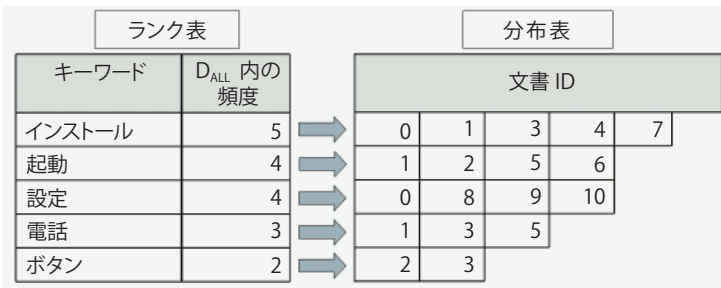 ランク表 分布表
キーワード D_ALL 内の頻度 文書 ID
インストール 5 0 1 3 4 7
起動 4 1 2 5 6
設定 4 0 8 9 10
電話 3 1 3 5
ボタン 2 2 3